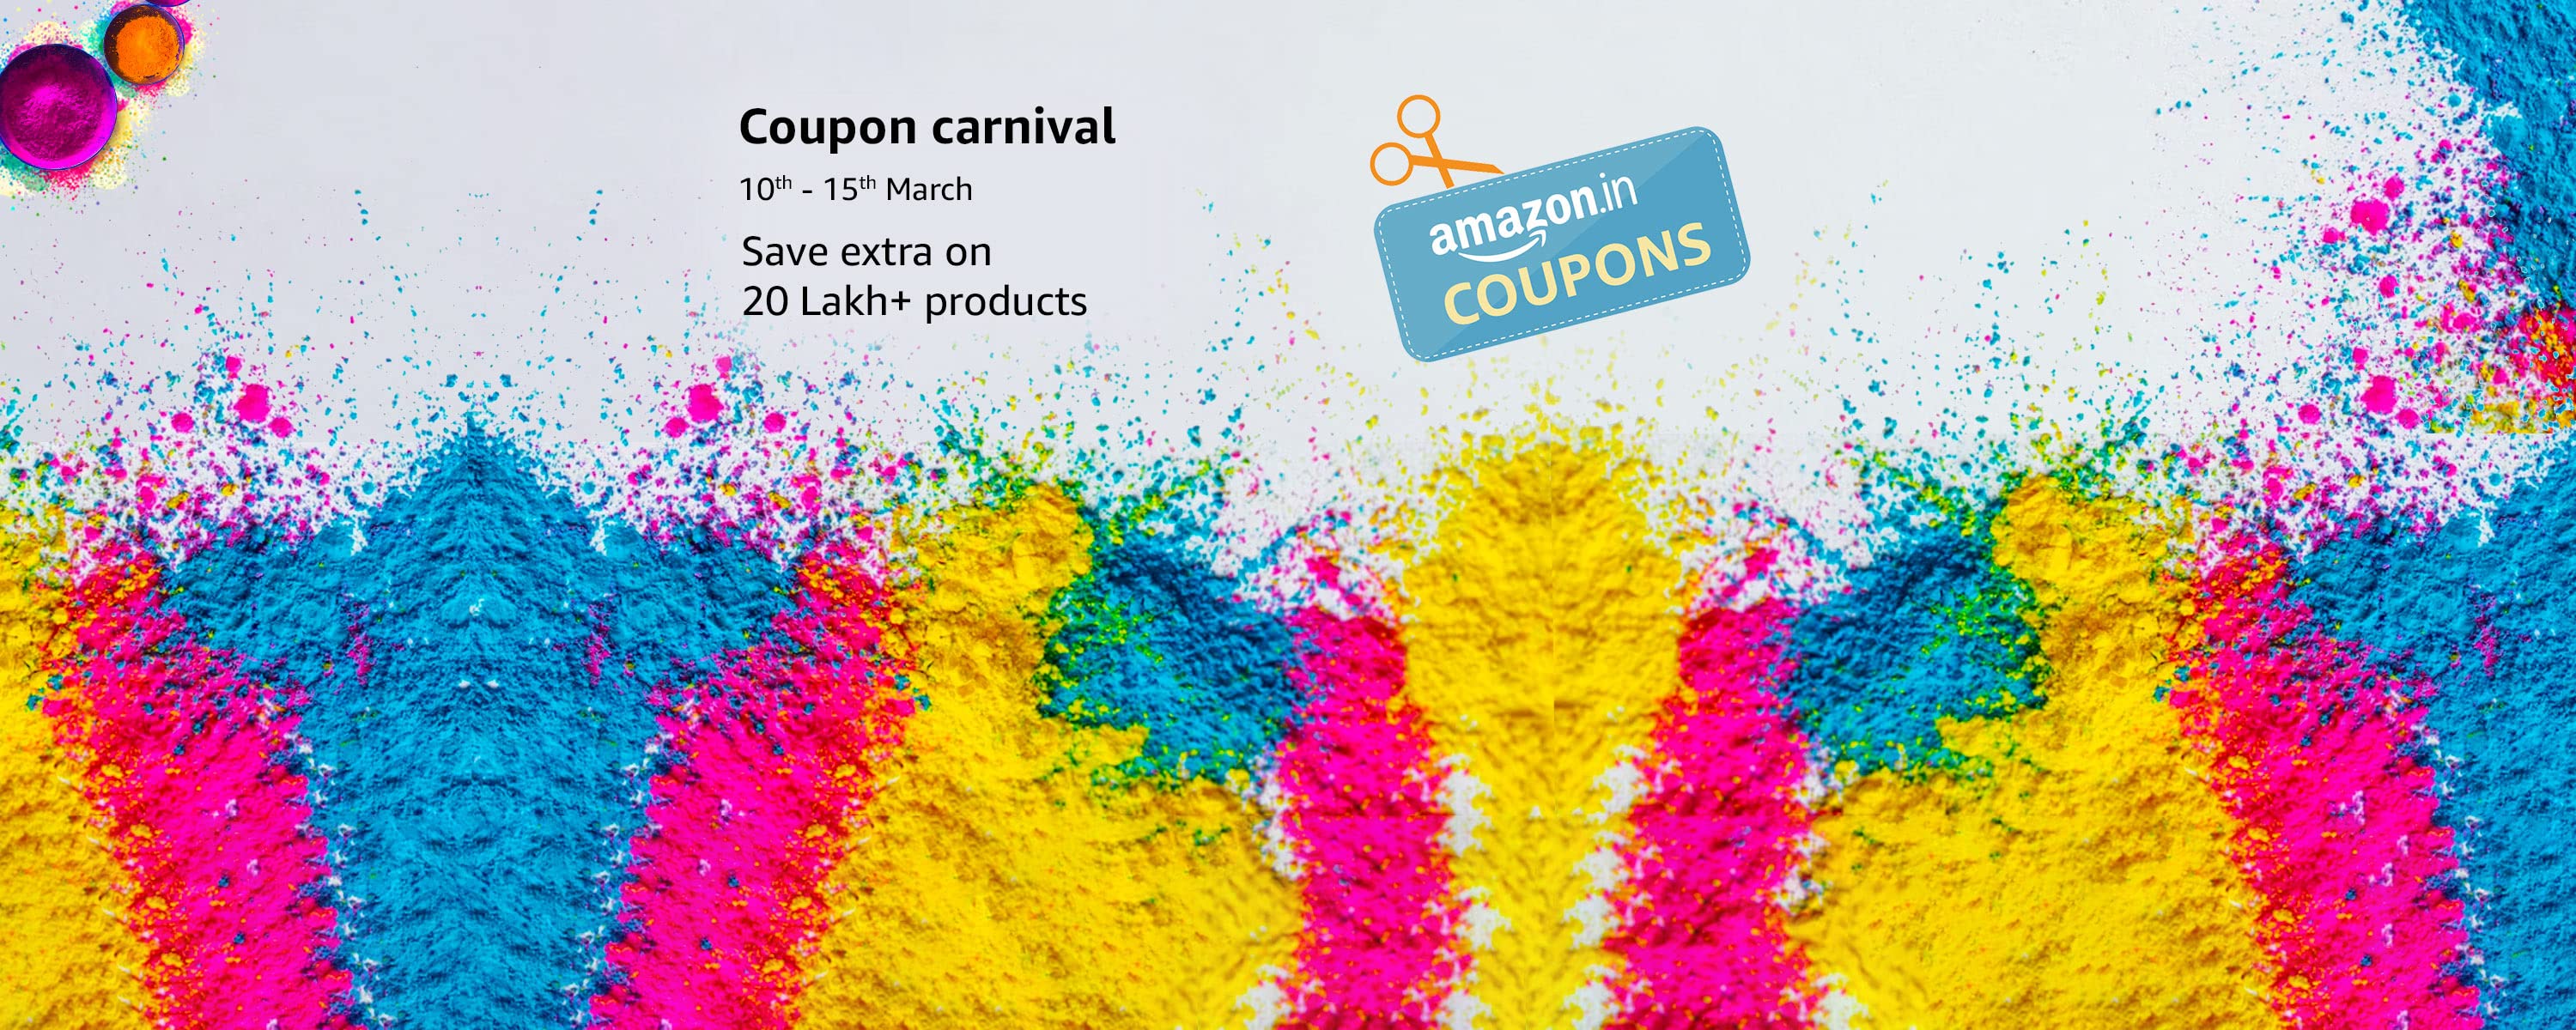 Coupon carnival
10th - 15th March
Save extra on
20 Lakh+ products
amazon.in
COUPONS